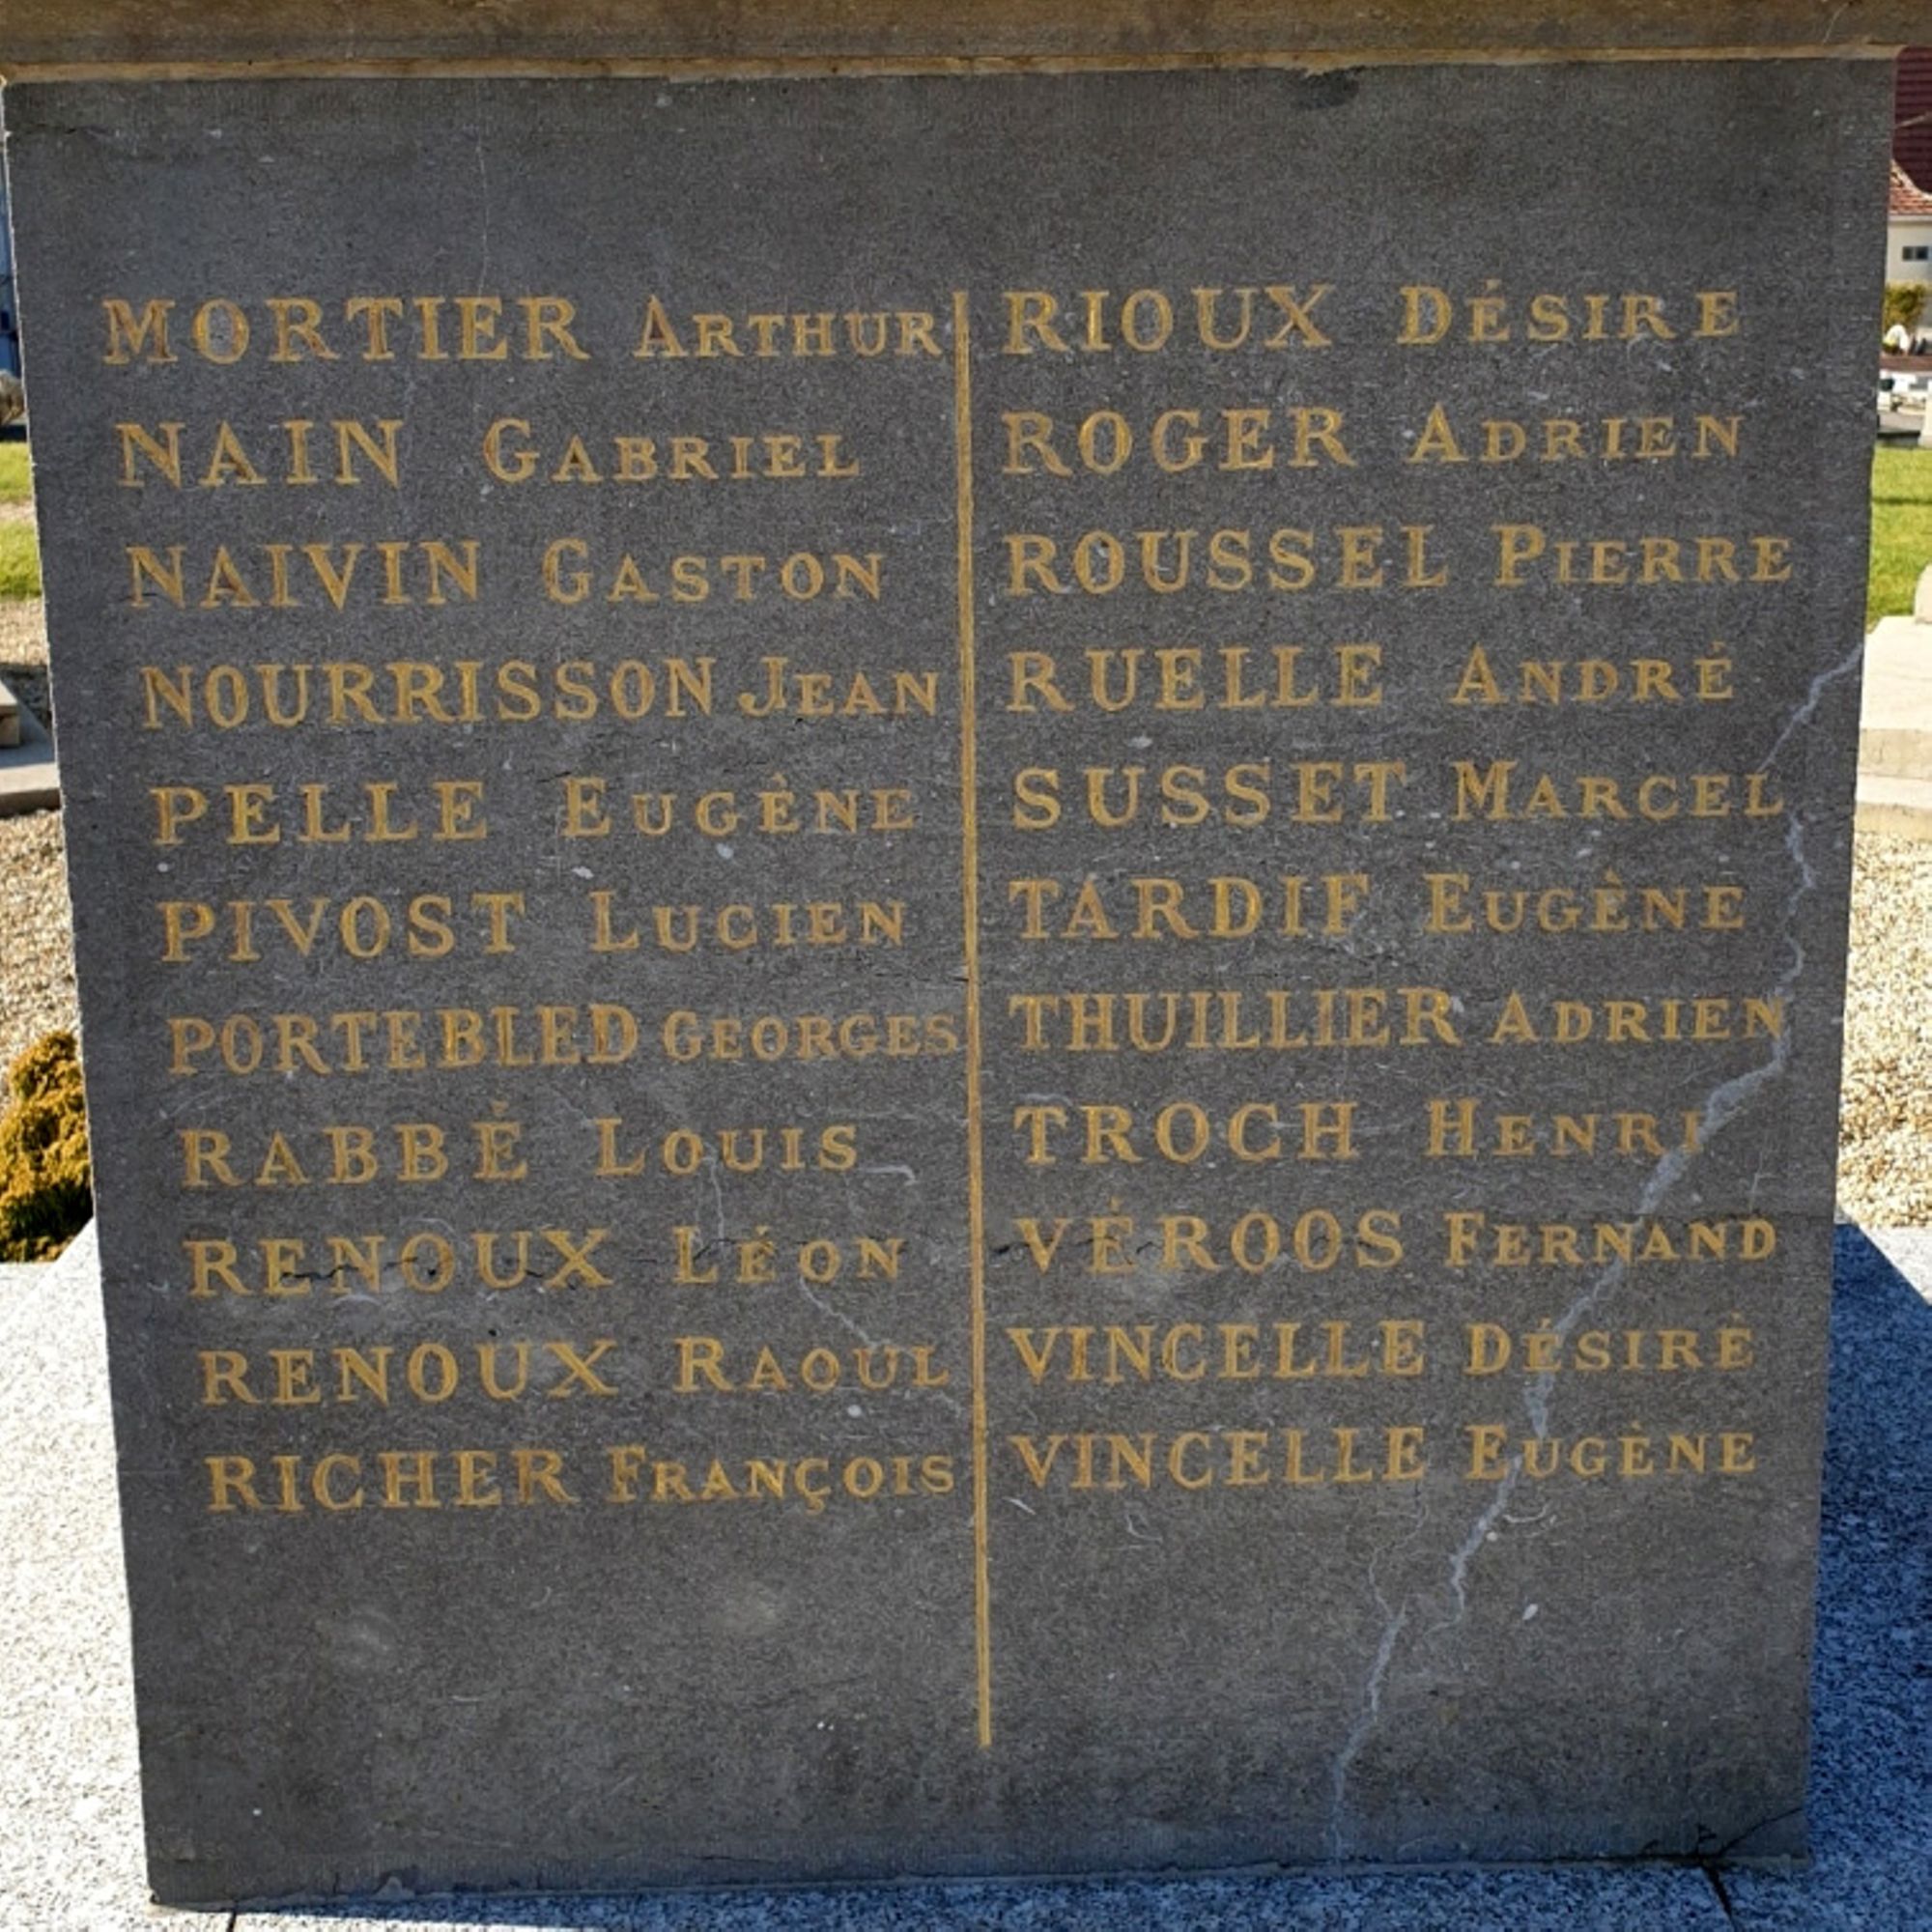 MORTIER ARTHUR
NAIN GABRIEL
NAIVIN GASTON
NOURRISSON JEAN
PELLE EUGÈNE
PIVOST LUCIEN
PORTEBLED GEORGES
RABBÉ LOUIS
RENOUX LÉON
RENOUX RAOUL
RICHER FRANÇOIS
RIOUX DÉSIRE
ROGER ADRIEN
ROUSSEL PIERRE
RUELLE ANDRÉ
SUSSET MARCEL
TARDIF EUGÈNE
THUILLIER ADRIEN
TROCH HENRI
VÉROOS FERNAND
VINCELLE DÉSIRÉ
VINCELLE EUGÈNE